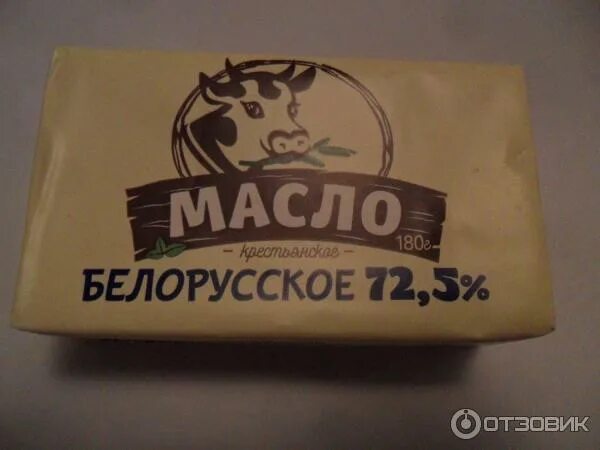 МАСЛО
180г
крестьянское
БЕЛОРУССКОЕ 72,5%
ОТЗОВИК